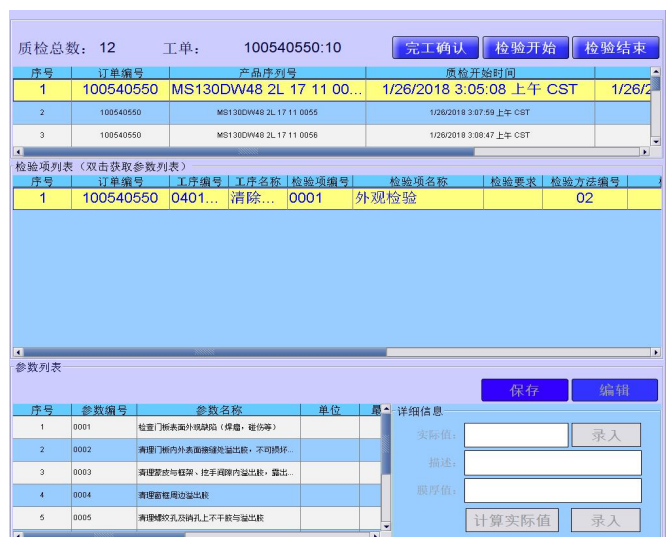 质检总数: 12 工单: 100540550:10 完工确认 检验开始 检验结束
序号 订单编号 产品序列号 质检开始时间
1 100540550 MS130DW48 2L 17 11 00... 1/26/2018 3:05:08 上午 CST 1/26/2
2 100540550 MS130DW48 2L 17 11 0055 1/26/2018 3:07:59 上午 CST
3 100540550 MS130DW48 2L 17 11 0056 1/26/2018 3:08:47 上午 CST
检验项列表（双击获取参数列表）
序号 订单编号 工序编号 工序名称 检验项编号 检验项名称 检验要求 检验方法编号
1 100540550 0401... 清除... 0001 外观检验 02
参数列表
保存 编辑
序号 参数编号 参数名称 单位 最
1 0001 检查门板表面外观缺陷（焊瘤，碰伤等）
2 0002 清理门板内外表面接缝处溢出胶，不可损坏...
3 0003 清理蒙皮与框架、拉手间隙内溢出胶，露出...
4 0004 清理窗框周边溢出胶
5 0005 清理螺纹孔及销孔上不干胶与溢出胶
详细信息
实际值: 录入
描述:
膜厚值:
计算实际值 录入